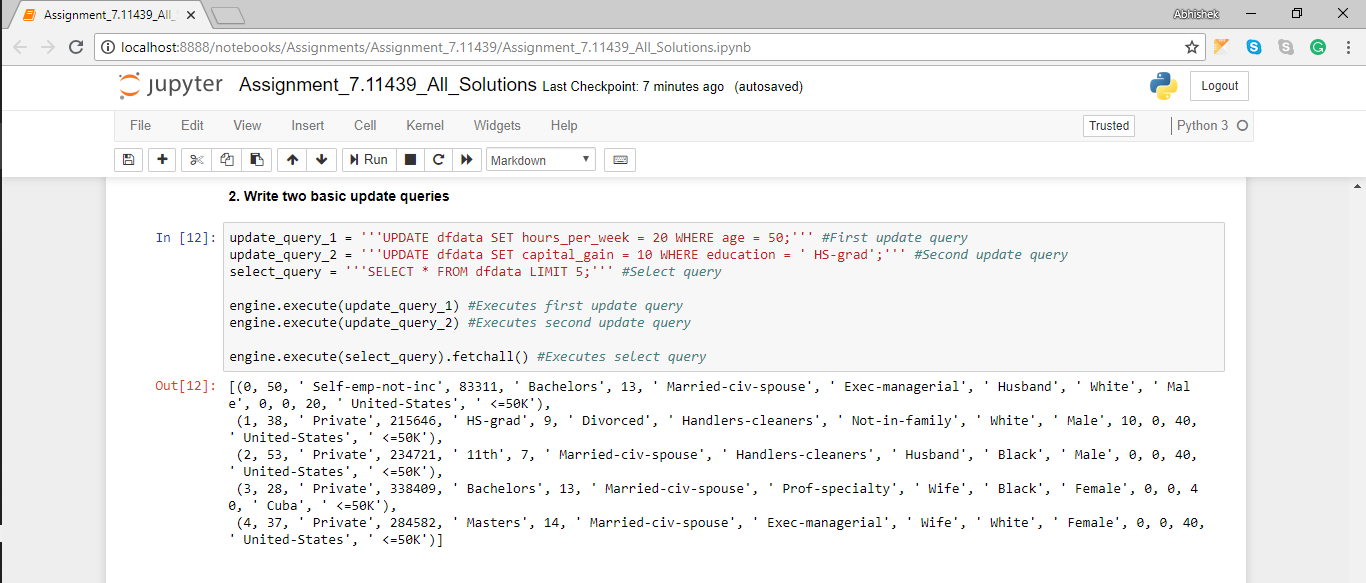 Assignment_7.11439_All_
Abhishek
localhost:8888/notebooks/Assignments/Assignment_7.11439/Assignment_7.11439_All_Solutions.ipynb
jupyter Assignment_7.11439_All_Solutions Last Checkpoint: 7 minutes ago (autosaved)
Logout
File Edit View Insert Cell Kernel Widgets Help
Trusted
Python 3
Run
Markdown
2. Write two basic update queries
In [12]:
update_query_1 = '''UPDATE dfdata SET hours_per_week = 20 WHERE age = 50;''' #First update query
update_query_2 = '''UPDATE dfdata SET capital_gain = 10 WHERE education = ' HS-grad';''' #Second update query
select_query = '''SELECT * FROM dfdata LIMIT 5;''' #Select query
engine.execute(update_query_1) #Executes first update query
engine.execute(update_query_2) #Executes second update query
engine.execute(select_query).fetchall() #Executes select query
Out[12]:
[(0, 50, ' Self-emp-not-inc', 83311, ' Bachelors', 13, ' Married-civ-spouse', ' Exec-managerial', ' Husband', ' White', ' Mal
e', 0, 0, 20, ' United-States', ' <=50K'),
(1, 38, ' Private', 215646, ' HS-grad', 9, ' Divorced', ' Handlers-cleaners', ' Not-in-family', ' White', ' Male', 10, 0, 40,
' United-States', ' <=50K'),
(2, 53, ' Private', 234721, ' 11th', 7, ' Married-civ-spouse', ' Handlers-cleaners', ' Husband', ' Black', ' Male', 0, 0, 40,
' United-States', ' <=50K'),
(3, 28, ' Private', 338409, ' Bachelors', 13, ' Married-civ-spouse', ' Prof-specialty', ' Wife', ' Black', ' Female', 0, 0, 4
0, ' Cuba', ' <=50K'),
(4, 37, ' Private', 284582, ' Masters', 14, ' Married-civ-spouse', ' Exec-managerial', ' Wife', ' White', ' Female', 0, 0, 40,
' United-States', ' <=50K')]